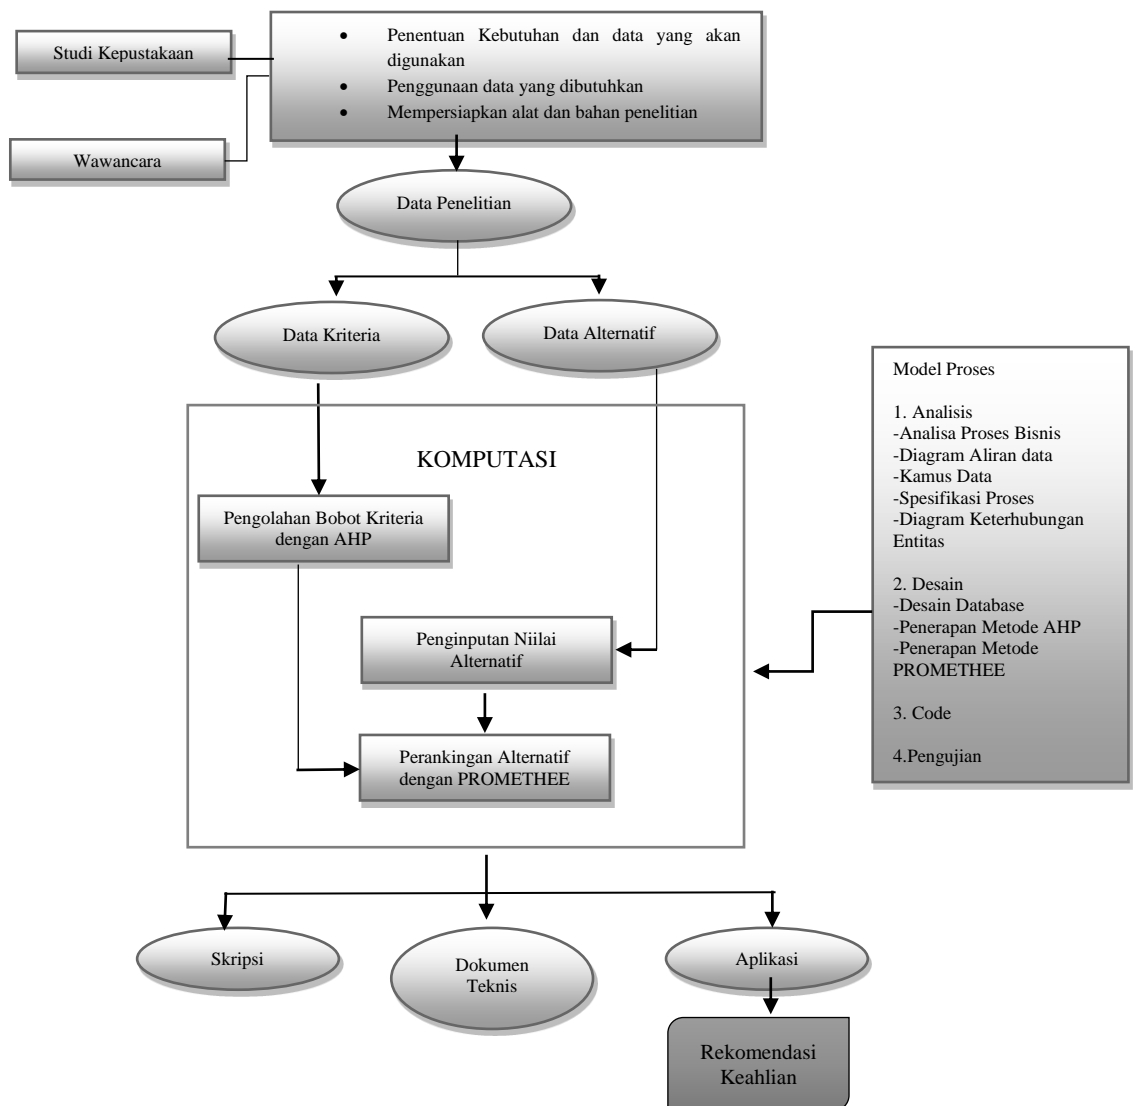 Studi Kepustakaan
• Penentuan Kebutuhan dan data yang akan
digunakan
• Penggunaan data yang dibutuhkan
• Mempersiapkan alat dan bahan penelitian
Wawancara
Data Penelitian
Data Kriteria
Data Alternatif
KOMPUTASI
Pengolahan Bobot Kriteria
dengan AHP
Penginputan Niilai
Alternatif
Perankingan Alternatif
dengan PROMETHEE
Model Proses
1. Analisis
-Analisa Proses Bisnis
-Diagram Aliran data
-Kamus Data
-Spesifikasi Proses
-Diagram Keterhubungan
Entitas
2. Desain
-Desain Database
-Penerapan Metode AHP
-Penerapan Metode
PROMETHEE
3. Code
4.Pengujian
Skripsi
Dokumen
Teknis
Aplikasi
Rekomendasi
Keahlian